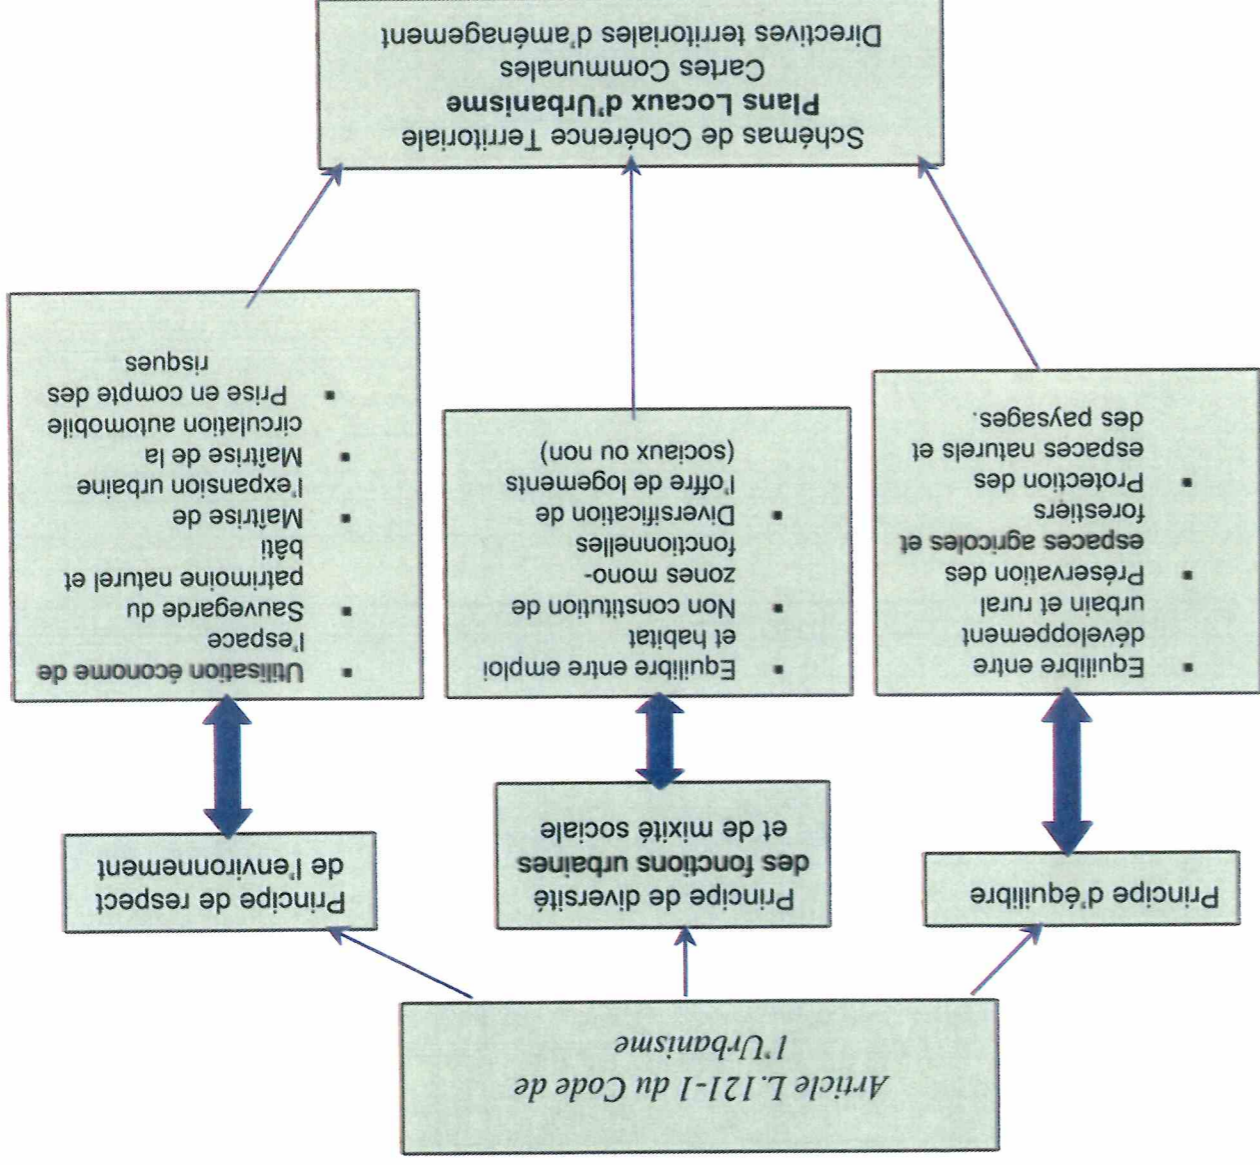 Article L.121-1 du Code de
l'Urbanisme
Principe d'équilibre
Principe de diversité
des fonctions urbaines
et de mixité sociale
Principe de respect
de l'environnement
▪ Equilibre entre
développement
urbain et rural
▪ Préservation des
espaces agricoles et
forestiers
▪ Protection des
espaces naturels et
des paysages.
▪ Equilibre entre emploi
et habitat
▪ Non constitution de
zones mono-
fonctionnelles
▪ Diversification de
l'offre de logements
(sociaux ou non)
▪ Utilisation économe de
l'espace
▪ Sauvegarde du
patrimoine naturel et
bâti
▪ Maîtrise de
l'expansion urbaine
▪ Maîtrise de la
circulation automobile
▪ Prise en compte des
risques
Schémas de Cohérence Territoriale
Plans Locaux d'Urbanisme
Cartes Communales
Directives territoriales d'aménagement